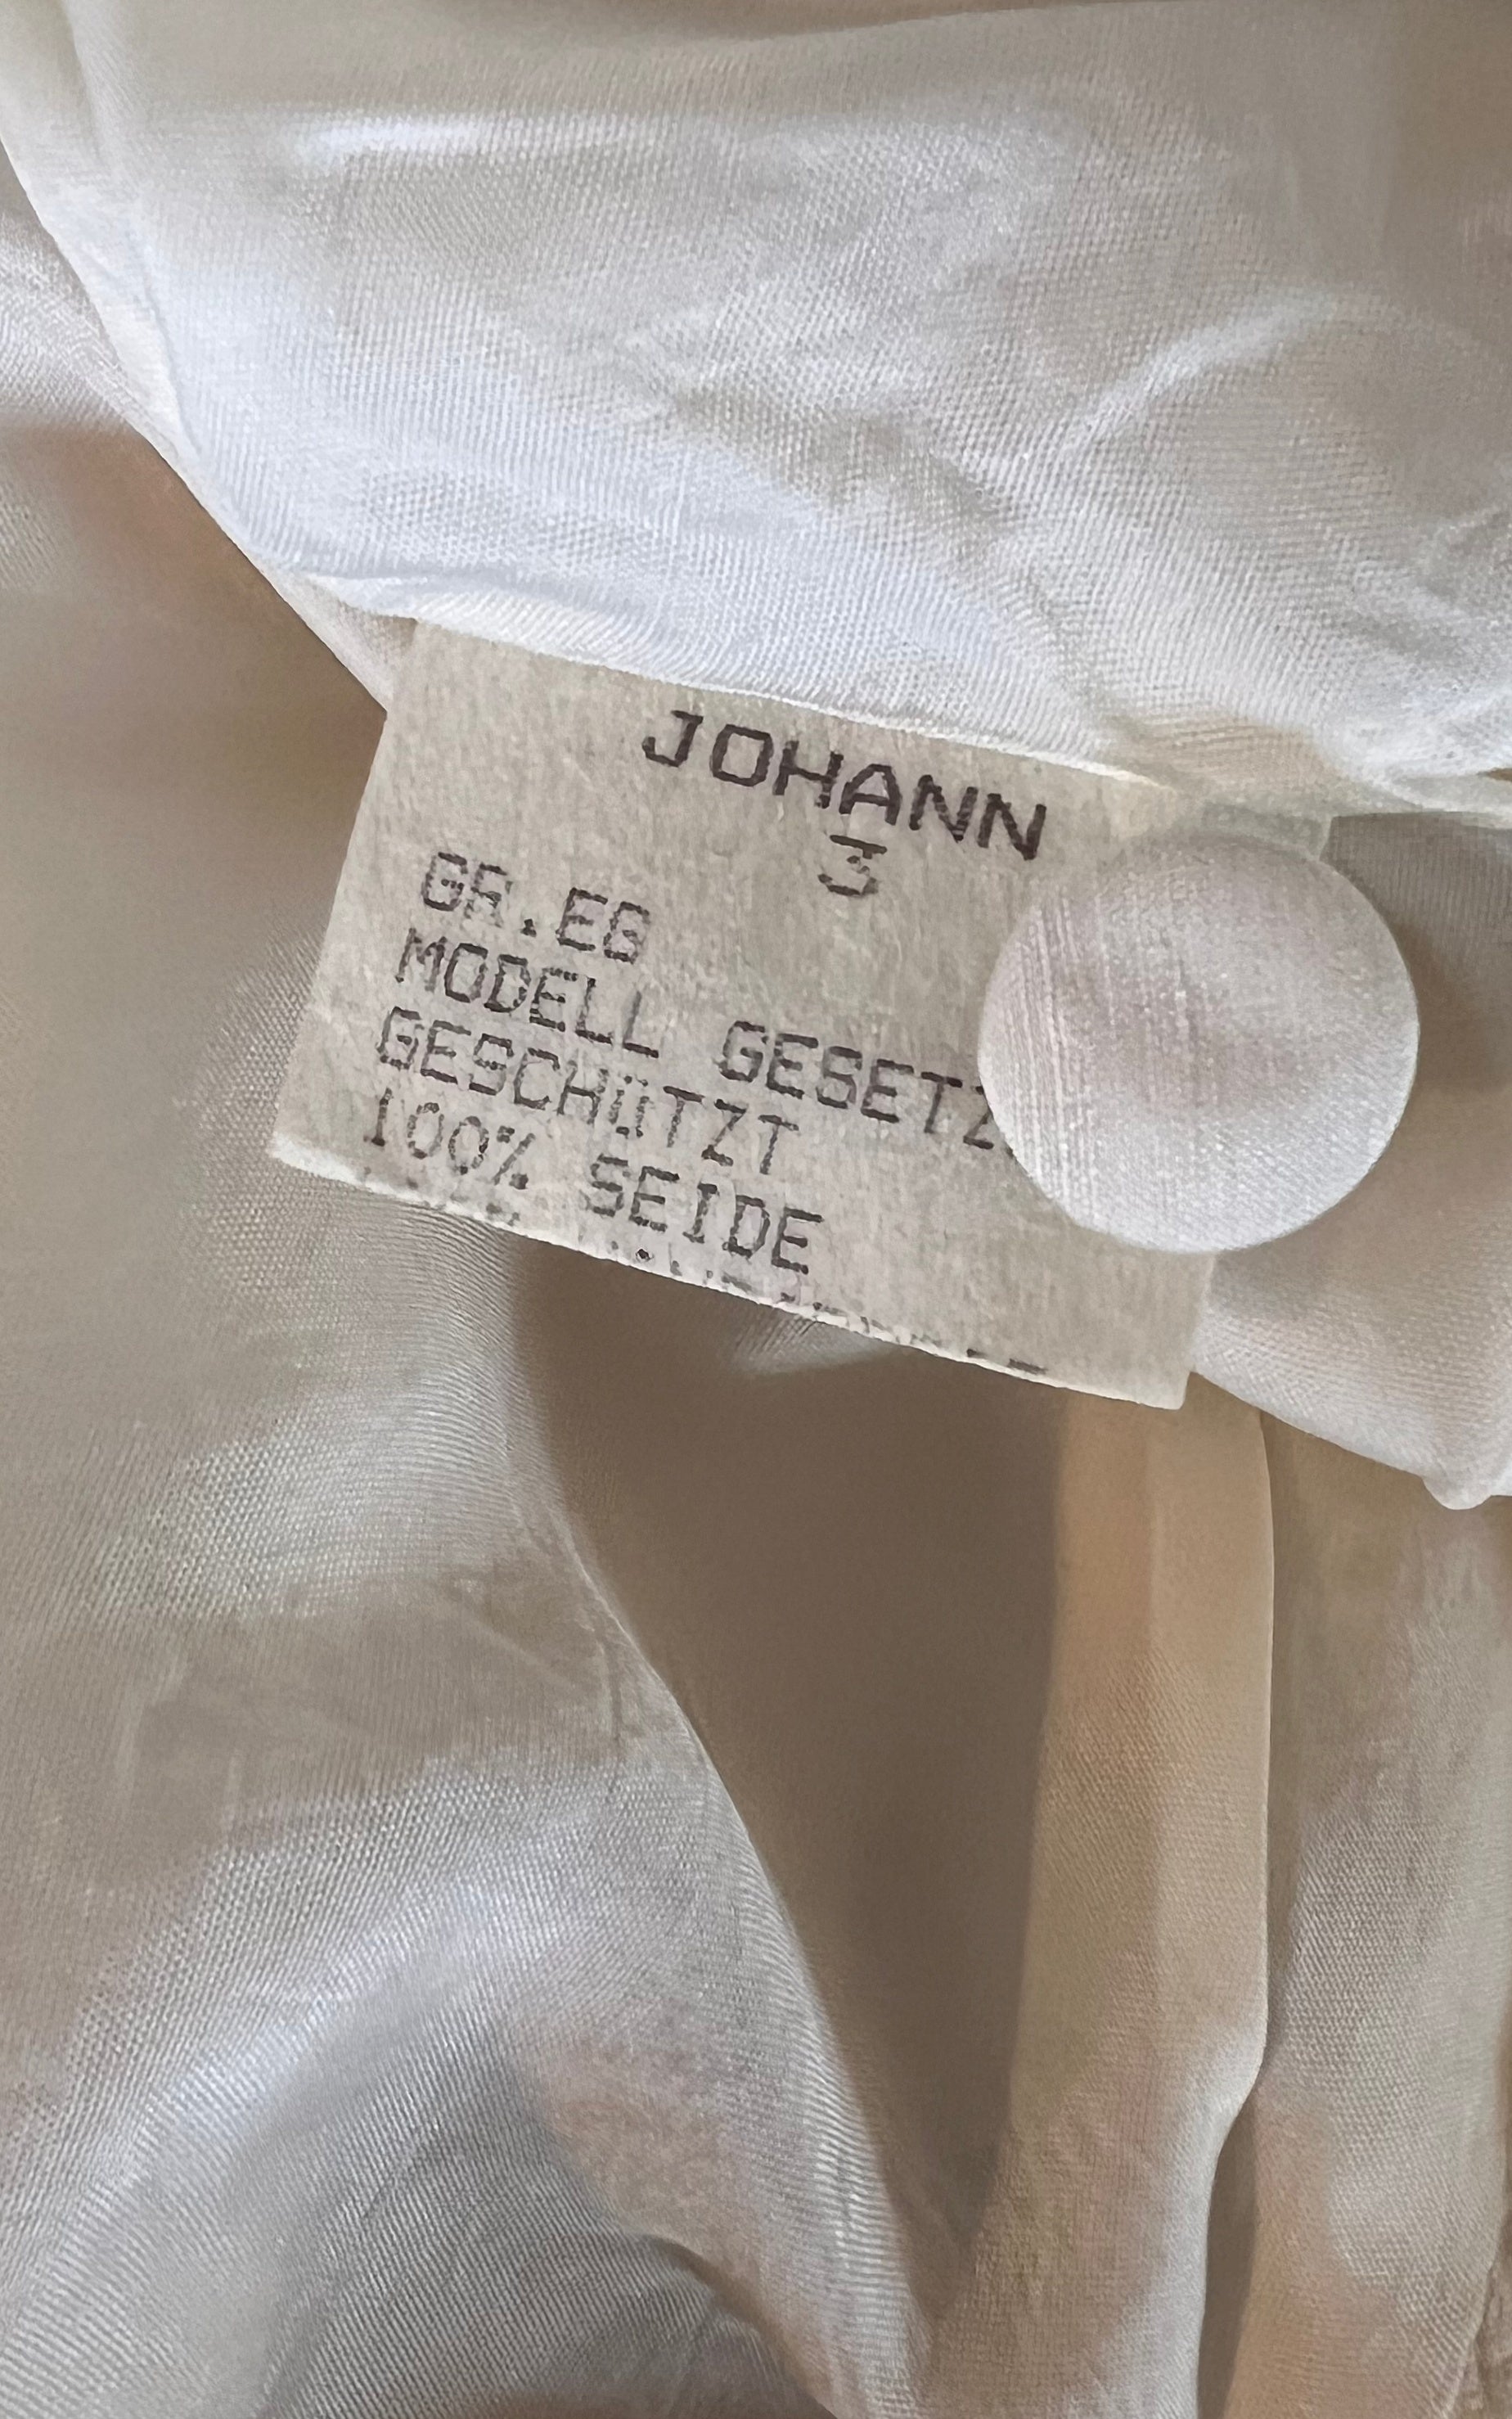 JOHANN
3
GR.EG
MODELL GESETZ
GESCHÜTZT
100% SEIDE